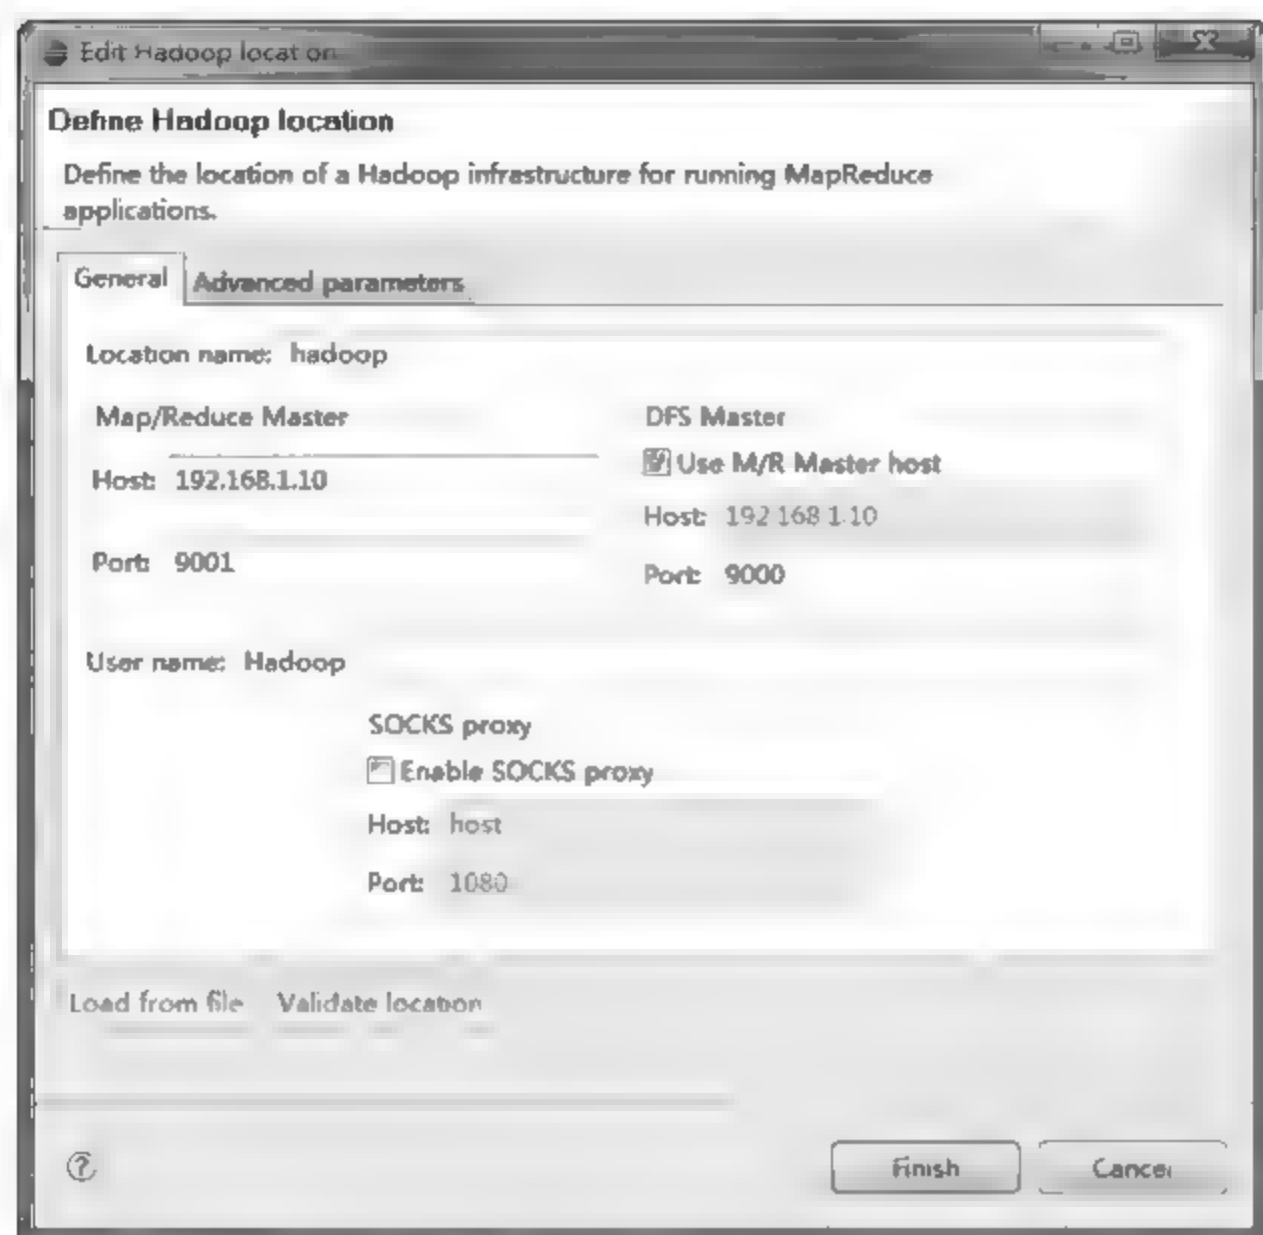 Edit Hadoop location
Define Hadoop location
Define the location of a Hadoop infrastructure for running MapReduce
applications.
General
Advanced parameters
Location name: hadoop
Map/Reduce Master
Host: 192.168.1.10
Port: 9001
DFS Master
Use M/R Master host
Host: 192.168.1.10
Port: 9000
User name: Hadoop
SOCKS proxy
Enable SOCKS proxy
Host: host
Port: 1080
Load from file
Validate location
?
Finish
Cancel